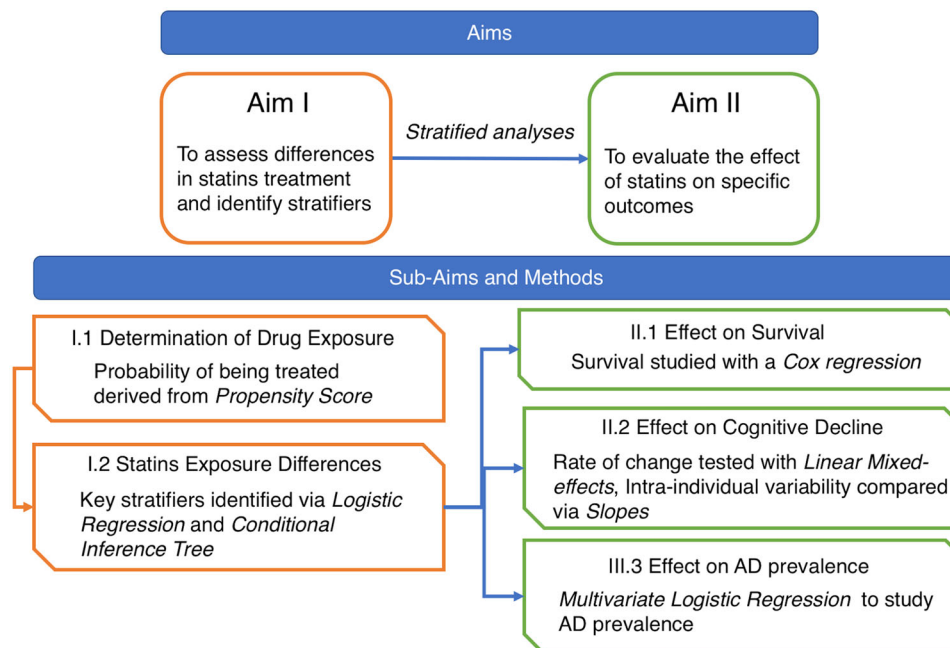 Aims
Aim I
To assess differences
in statins treatment
and identify stratifiers
Stratified analyses
Aim II
To evaluate the effect
of statins on specific
outcomes
Sub-Aims and Methods
I.1 Determination of Drug Exposure
Probability of being treated
derived from Propensity Score
I.2 Statins Exposure Differences
Key stratifiers identified via Logistic
Regression and Conditional
Inference Tree
II.1 Effect on Survival
Survival studied with a Cox regression
II.2 Effect on Cognitive Decline
Rate of change tested with Linear Mixed-
effects, Intra-individual variability compared
via Slopes
III.3 Effect on AD prevalence
Multivariate Logistic Regression to study
AD prevalence